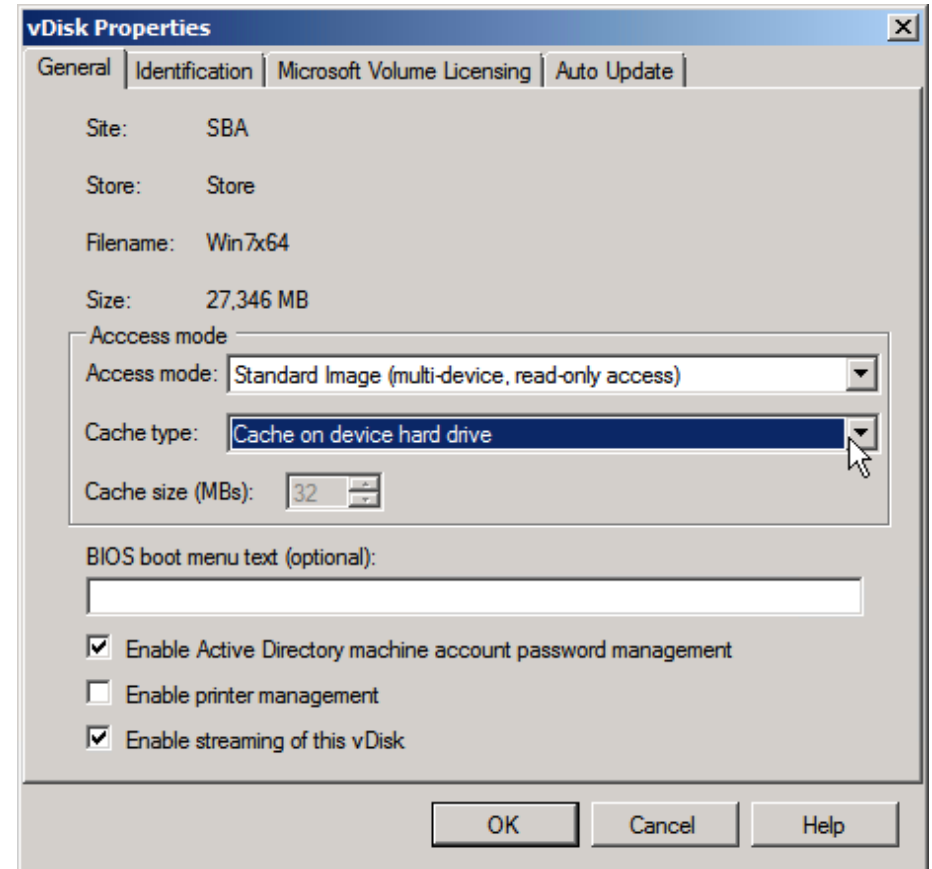 vDisk Properties
General Identification Microsoft Volume Licensing Auto Update
Site: SBA
Store: Store
Filename: Win7x64
Size: 27,346 MB
Acccess mode
Access mode: Standard Image (multi-device, read-only access)
Cache type: Cache on device hard drive
Cache size (MBs): 32
BIOS boot menu text (optional):
Enable Active Directory machine account password management
Enable printer management
Enable streaming of this vDisk
OK Cancel Help